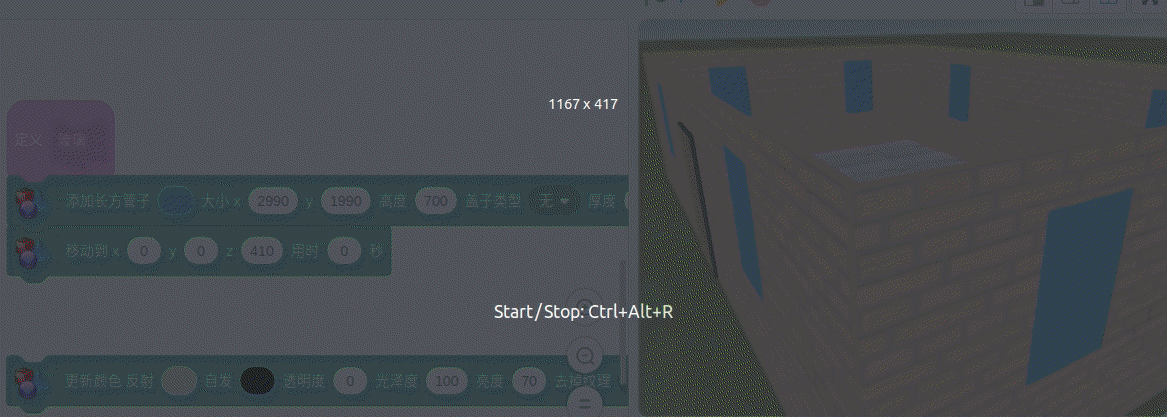 1167 x 417
定义 玻璃
添加长方管子 大小 x 2990 y 1990 高度 700 盖子类型 无 厚度
移动到 x 0 y 0 z 410 用时 0 秒
Start/Stop: Ctrl+Alt+R
更新颜色 反射 自发 透明度 0 光泽度 100 亮度 70 去掉纹理